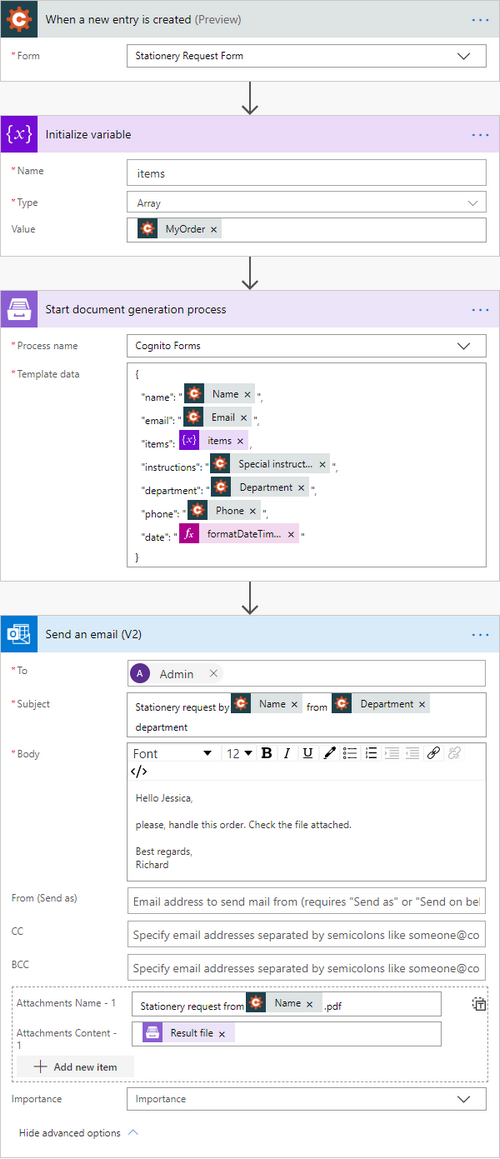 When a new entry is created (Preview)
* Form
Stationery Request Form
{x} Initialize variable
* Name
items
* Type
Array
Value
MyOrder ×
Start document generation process
* Process name
Cognito Forms
* Template data
{
"name": " Name × ",
"email": " Email × ",
"items": {x} items × ,
"instructions": " Special instruct... × ",
"department": " Department × ",
"phone": " Phone × ",
"date": " fx formatDateTim... × "
}
Send an email (V2)
* To
A Admin ×
* Subject
Stationery request by Name × from Department ×
department
* Body
Font 12 B I U
</>
Hello Jessica,
please, handle this order. Check the file attached.
Best regards,
Richard
From (Send as)
Email address to send mail from (requires "Send as" or "Send on bel
CC
Specify email addresses separated by semicolons like someone@co
BCC
Specify email addresses separated by semicolons like someone@co
Attachments Name - 1
Stationery request from Name × .pdf
Attachments Content -
1
Result file ×
+ Add new item
Importance
Importance
Hide advanced options